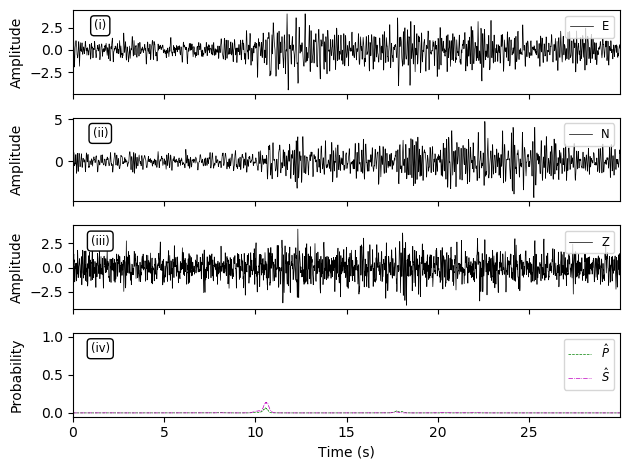 (i)
E
2.5
0.0
−2.5
Amplitude
(ii)
N
5
0
Amplitude
(iii)
Z
2.5
0.0
−2.5
Amplitude
(iv)
P̂
Ŝ
1.0
0.5
0.0
Probability
0 5 10 15 20 25
Time (s)